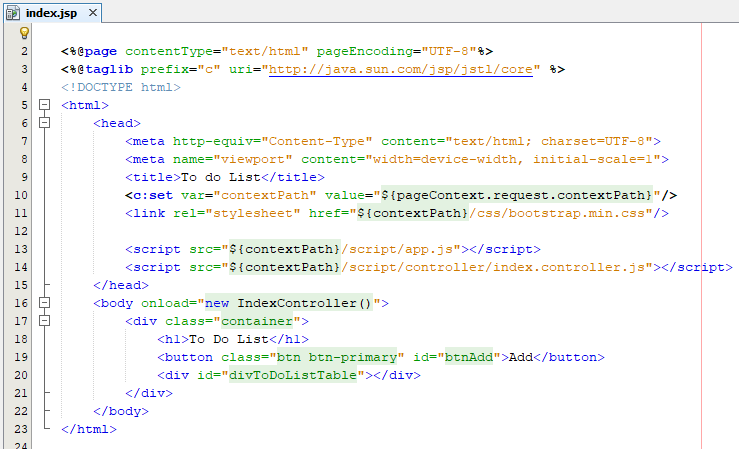 index.jsp
2 <%@page contentType="text/html" pageEncoding="UTF-8"%>
3 <%@taglib prefix="c" uri="http://java.sun.com/jsp/jstl/core" %>
4 <!DOCTYPE html>
5 <html>
6 <head>
7 <meta http-equiv="Content-Type" content="text/html; charset=UTF-8">
8 <meta name="viewport" content="width=device-width, initial-scale=1">
9 <title>To do List</title>
10 <c:set var="contextPath" value="${pageContext.request.contextPath}"/>
11 <link rel="stylesheet" href="${contextPath}/css/bootstrap.min.css"/>
12
13 <script src="${contextPath}/script/app.js"></script>
14 <script src="${contextPath}/script/controller/index.controller.js"></script>
15 </head>
16 <body onload="new IndexController()">
17 <div class="container">
18 <h1>To Do List</h1>
19 <button class="btn btn-primary" id="btnAdd">Add</button>
20 <div id="divToDoListTable"></div>
21 </div>
22 </body>
23 </html>
24